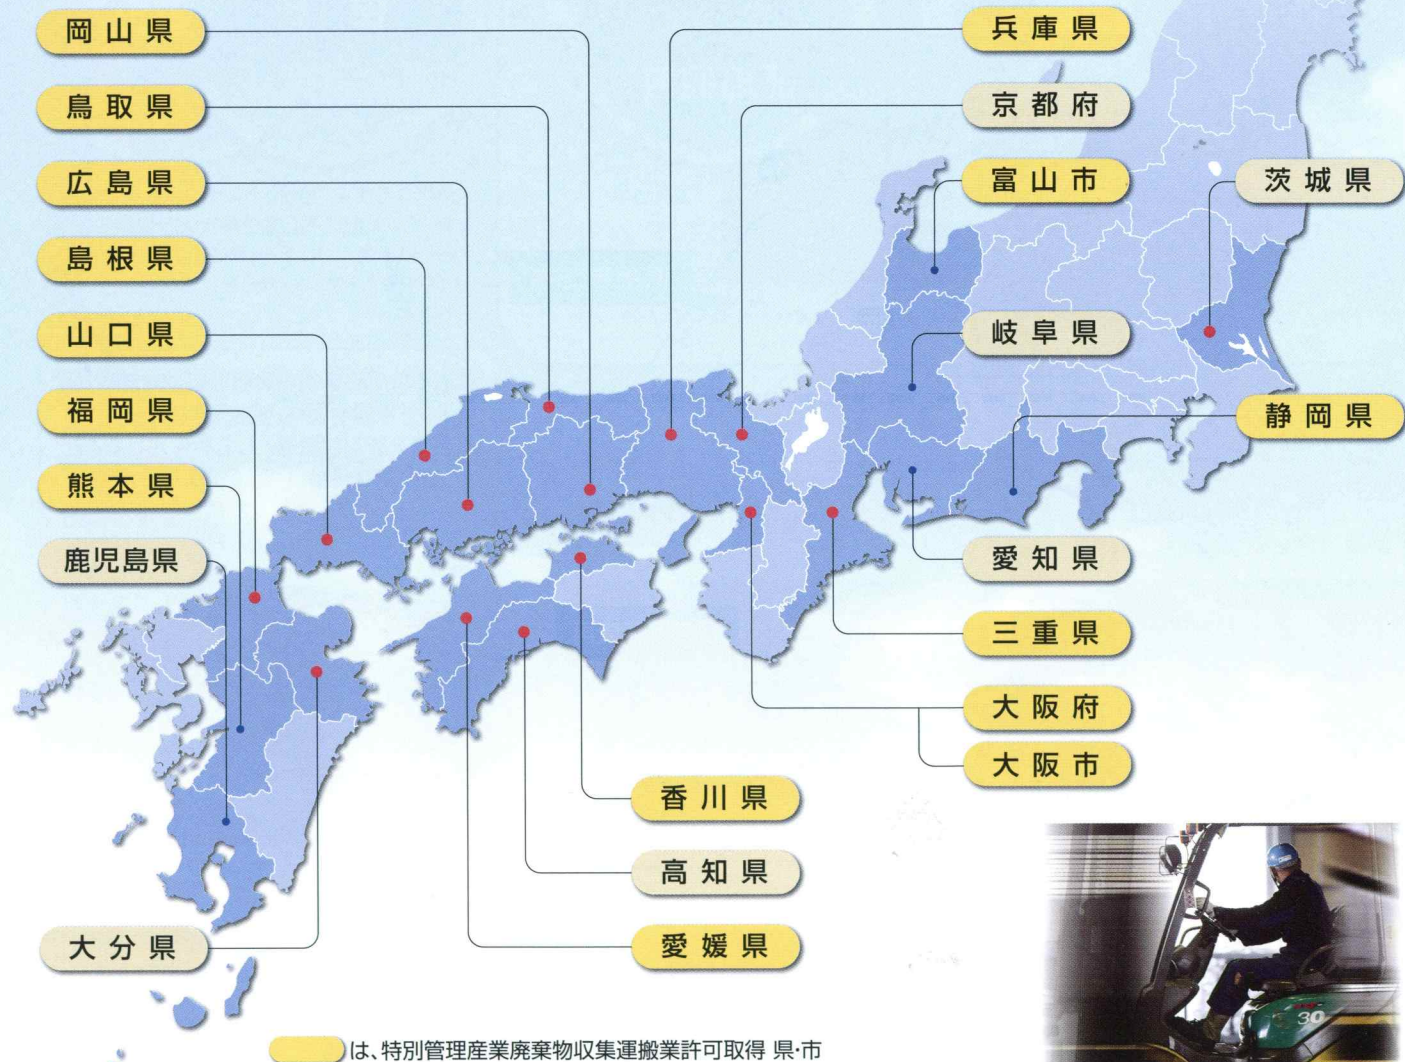 岡山県
鳥取県
広島県
島根県
山口県
福岡県
熊本県
鹿児島県
大分県
兵庫県
京都府
富山市
茨城県
岐阜県
静岡県
愛知県
三重県
大阪府
大阪市
香川県
高知県
愛媛県
30
は、特別管理産業廃棄物収集運搬業許可取得 県・市